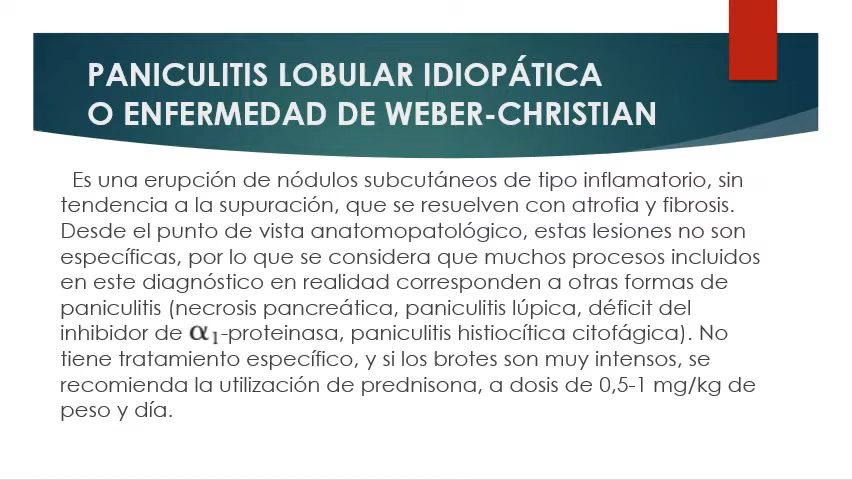 PANICULITIS LOBULAR IDIOPÁTICA
O ENFERMEDAD DE WEBER-CHRISTIAN
Es una erupción de nódulos subcutáneos de tipo inflamatorio, sin
tendencia a la supuración, que se resuelven con atrofia y fibrosis.
Desde el punto de vista anatomopatológico, estas lesiones no son
específicas, por lo que se considera que muchos procesos incluidos
en este diagnóstico en realidad corresponden a otras formas de
paniculitis (necrosis pancreática, paniculitis lúpica, déficit del
inhibidor de α₁-proteinasa, paniculitis histiocítica citofágica). No
tiene tratamiento específico, y si los brotes son muy intensos, se
recomienda la utilización de prednisona, a dosis de 0,5-1 mg/kg de
peso y día.